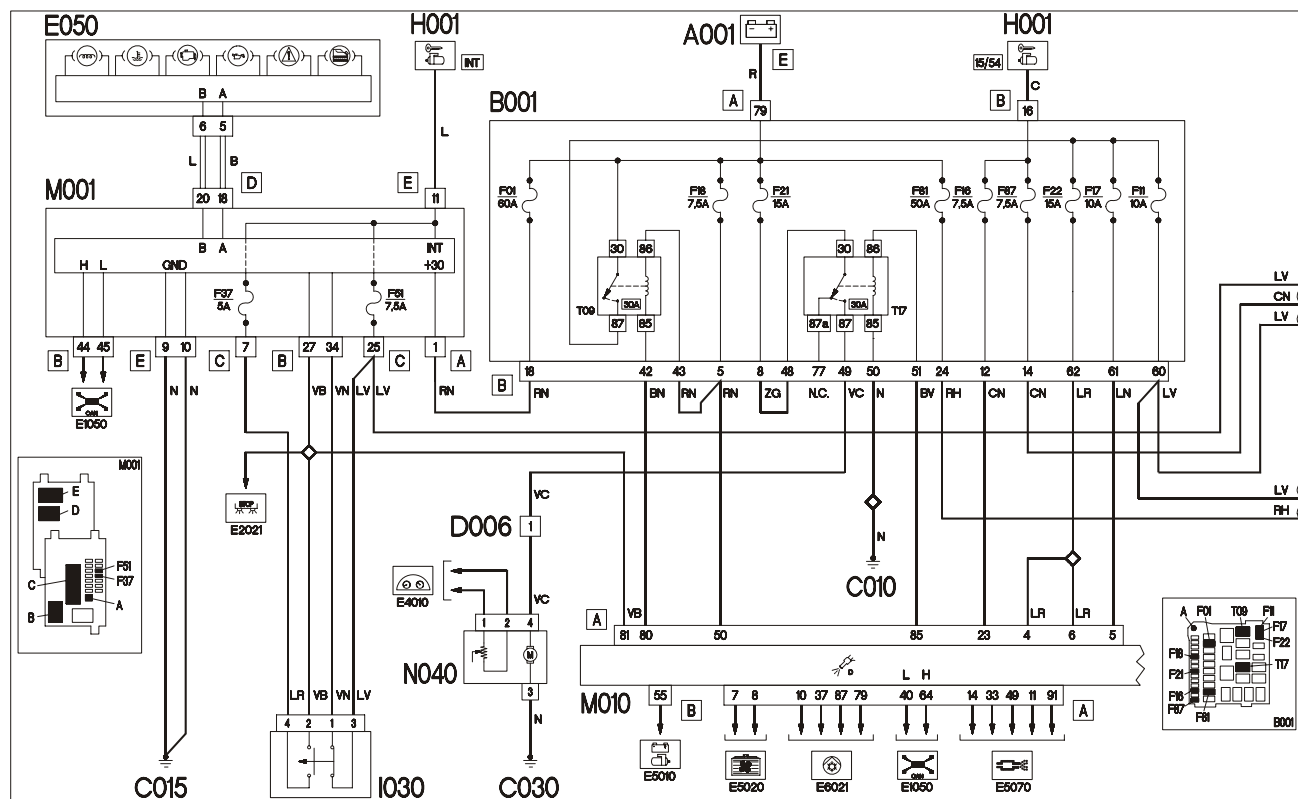 E050
H001
A001
H001
INT
15/54
E
R
C
A
79
B
16
B001
B A
6 5
L
B
L
D
E
M001
20 18
11
F01
60A
F18
7,5A
F21
15A
F61
50A
F16
7,5A
F87
7,5A
F22
15A
F17
10A
F11
10A
B A
INT
+30
H L
GND
30 86
30 86
F37
5A
F51
7,5A
T09
30A
30A
T17
87 85
87a 87 85
LV
CN
LV
44 45
9 10
7
27 34
25
1
B
E
C
B
C
A
B
18 42 43 5 8 48 77 49 50 51 24 12 14 62 61 60
N N
VB VN LV LV
RN
RN
BN RN RN ZG N.C. VC N BV RH CN CN LR LN LV
CAN
E1050
M001
E
D
C
B
F51
F37
A
STOP
E2021
VC
D006
1
N
C010
LV
RH
E4010
VC
A
VB
LR LR
1 2 4
81 80 50 85 23 4 6 5
M
N040
3
D
L H
M010
55
B
7 8 10 37 87 79 40 64 14 33 49 11 91
A
A F01 T09 F11
F17
F22
F18
T17
F21
F16
F87
F61
B001
LR VB VN LV
4 2 1 3
N
C015
I030
C030
E5010
E5020
E6021
CAN
E1050
E5070